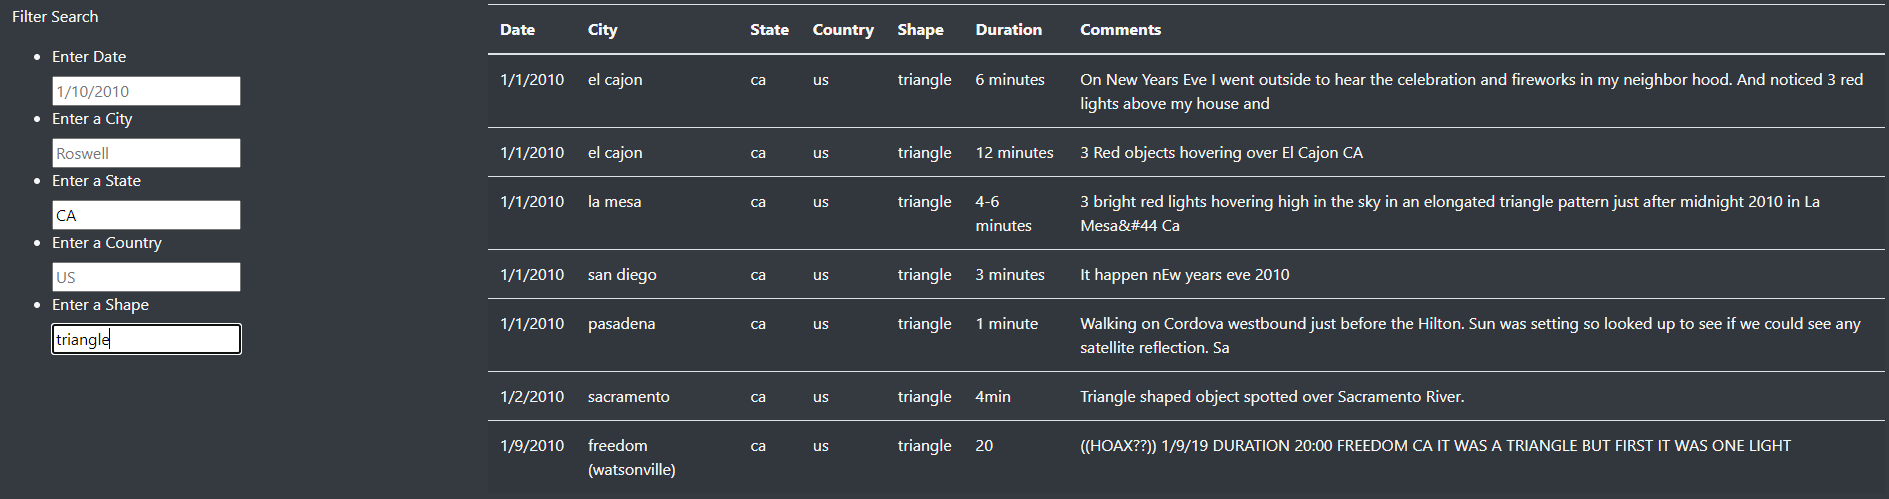 Filter Search
Enter Date
1/10/2010
Enter a City
Roswell
Enter a State
CA
Enter a Country
US
Enter a Shape
triangle
Date City State Country Shape Duration Comments
1/1/2010 el cajon ca us triangle 6 minutes On New Years Eve I went outside to hear the celebration and fireworks in my neighbor hood. And noticed 3 red
lights above my house and
1/1/2010 el cajon ca us triangle 12 minutes 3 Red objects hovering over El Cajon CA
1/1/2010 la mesa ca us triangle 4-6 3 bright red lights hovering high in the sky in an elongated triangle pattern just after midnight 2010 in La
minutes Mesa&#44 Ca
1/1/2010 san diego ca us triangle 3 minutes It happen nEw years eve 2010
1/1/2010 pasadena ca us triangle 1 minute Walking on Cordova westbound just before the Hilton. Sun was setting so looked up to see if we could see any
satellite reflection. Sa
1/2/2010 sacramento ca us triangle 4min Triangle shaped object spotted over Sacramento River.
1/9/2010 freedom ca us triangle 20 ((HOAX??)) 1/9/19 DURATION 20:00 FREEDOM CA IT WAS A TRIANGLE BUT FIRST IT WAS ONE LIGHT
(watsonville)